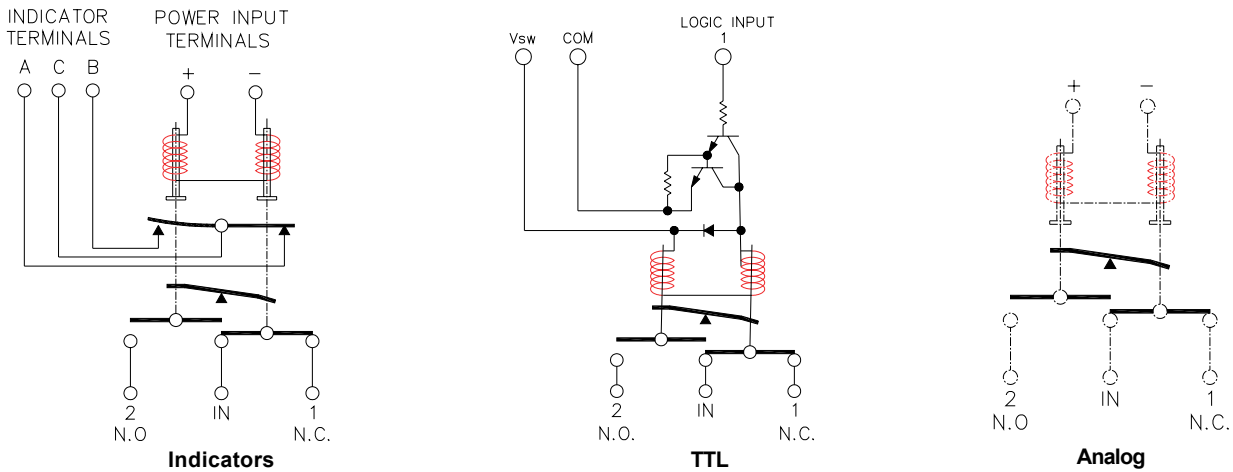 INDICATOR
TERMINALS
A C B
POWER INPUT
TERMINALS
+ −
2
N.O
IN
1
N.C.
Indicators
Vsw COM
LOGIC INPUT
1
2
N.O.
IN
1
N.C.
TTL
+ −
2
N.O
IN
1
N.C.
Analog